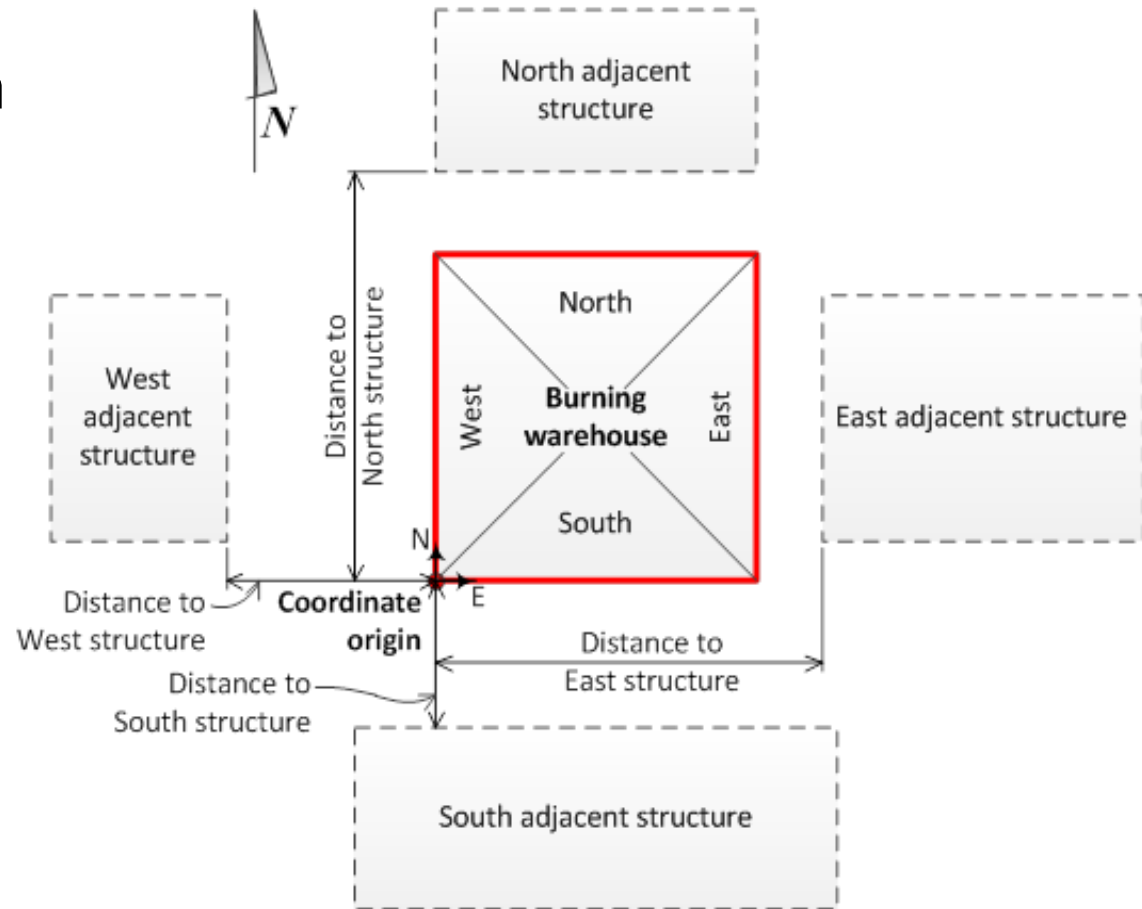 n
North adjacent
structure
N
Distance to
North structure
North
West
adjacent
structure
West
Burning
warehouse
East
East adjacent structure
South
N
E
Distance to
West structure
Coordinate
origin
Distance to
East structure
Distance to
South structure
South adjacent structure